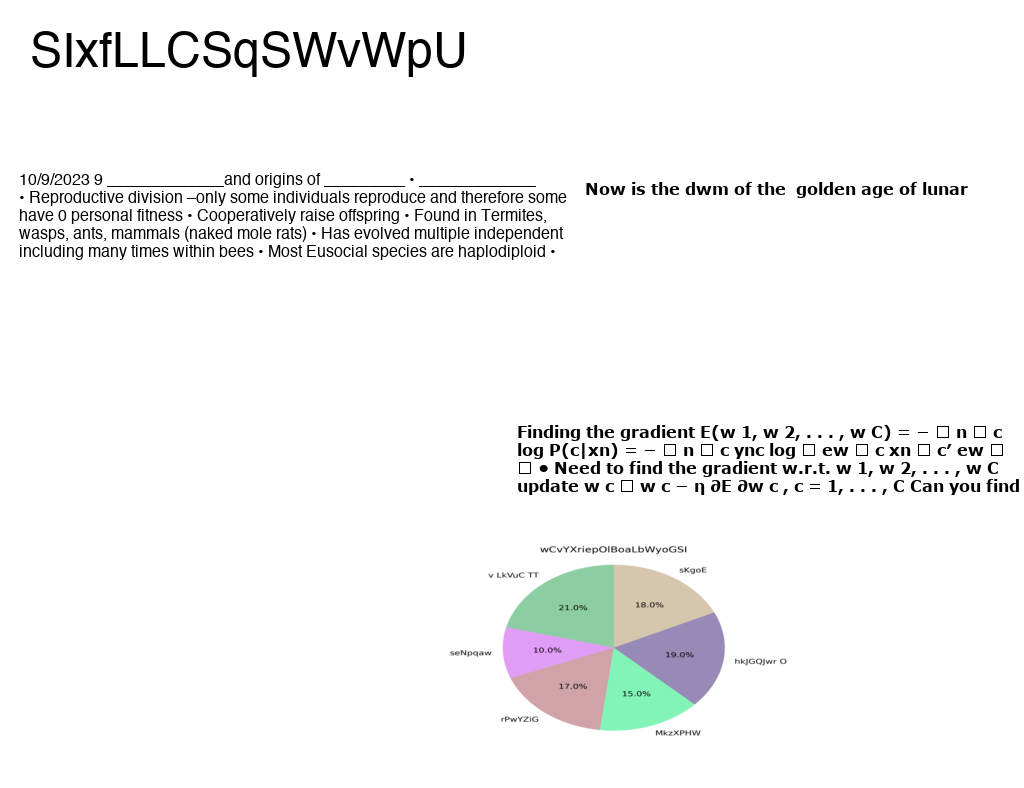 SIxfLLCSqSWvWpU
10/9/2023 9 ______________and origins of __________ • ______________
• Reproductive division –only some individuals reproduce and therefore some
have 0 personal fitness • Cooperatively raise offspring • Found in Termites,
wasps, ants, mammals (naked mole rats) • Has evolved multiple independent
including many times within bees • Most Eusocial species are haplodiploid •
Now is the dwm of the  golden age of lunar
Finding the gradient E(w 1, w 2, . . . , w C) = − □ n □ c
log P(c|xn) = − □ n □ c ync log □ ew □ c xn □ c’ ew □
□ • Need to find the gradient w.r.t. w 1, w 2, . . . , w C
update w c □ w c − η ∂E ∂w c , c = 1, . . . , C Can you find
wCvYXriepOlBoaLbWyoGSI
v LkVuC TT
sKgoE
21.0%
18.0%
seNpqaw
10.0%
19.0%
hkJGQJwr O
17.0%
15.0%
rPwYZiG
MkzXPHW